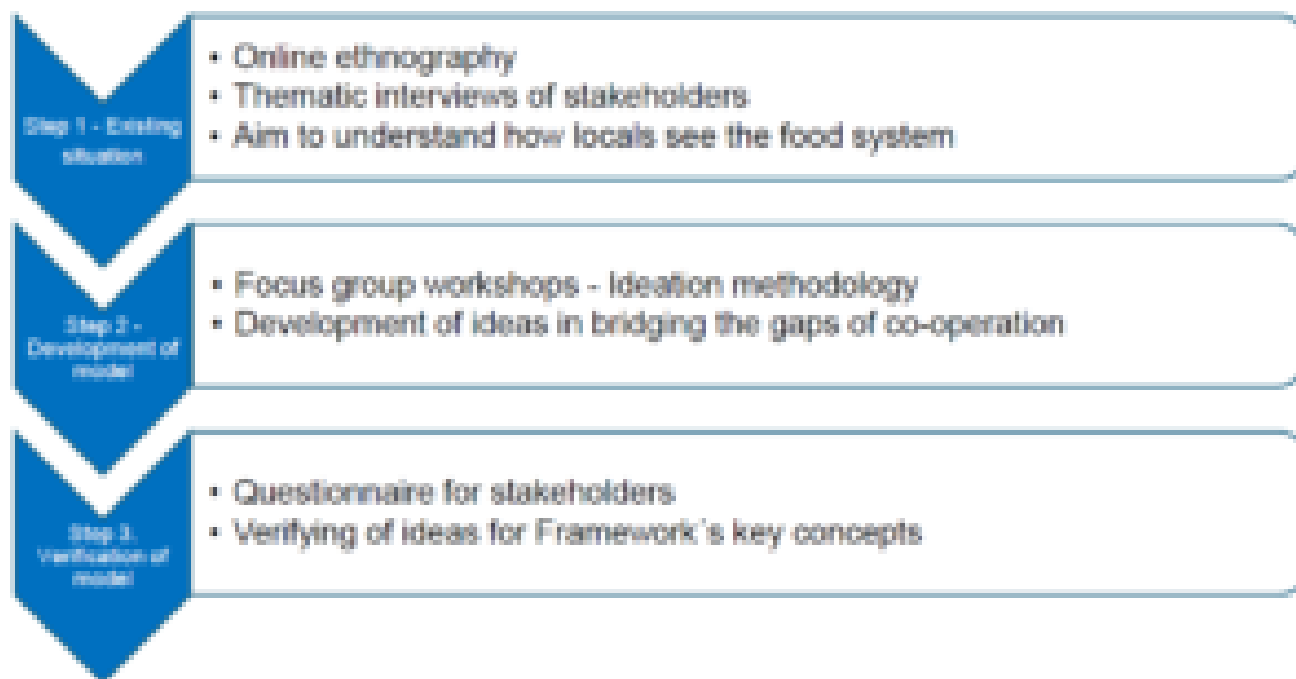 Step 1 - Existing
situation
• Online ethnography
• Thematic interviews of stakeholders
• Aim to understand how locals see the food system
Step 2 -
Development of
model
• Focus group workshops - Ideation methodology
• Development of ideas in bridging the gaps of co-operation
Step 3.
Verification of
model
• Questionnaire for stakeholders
• Verifying of ideas for Framework´s key concepts